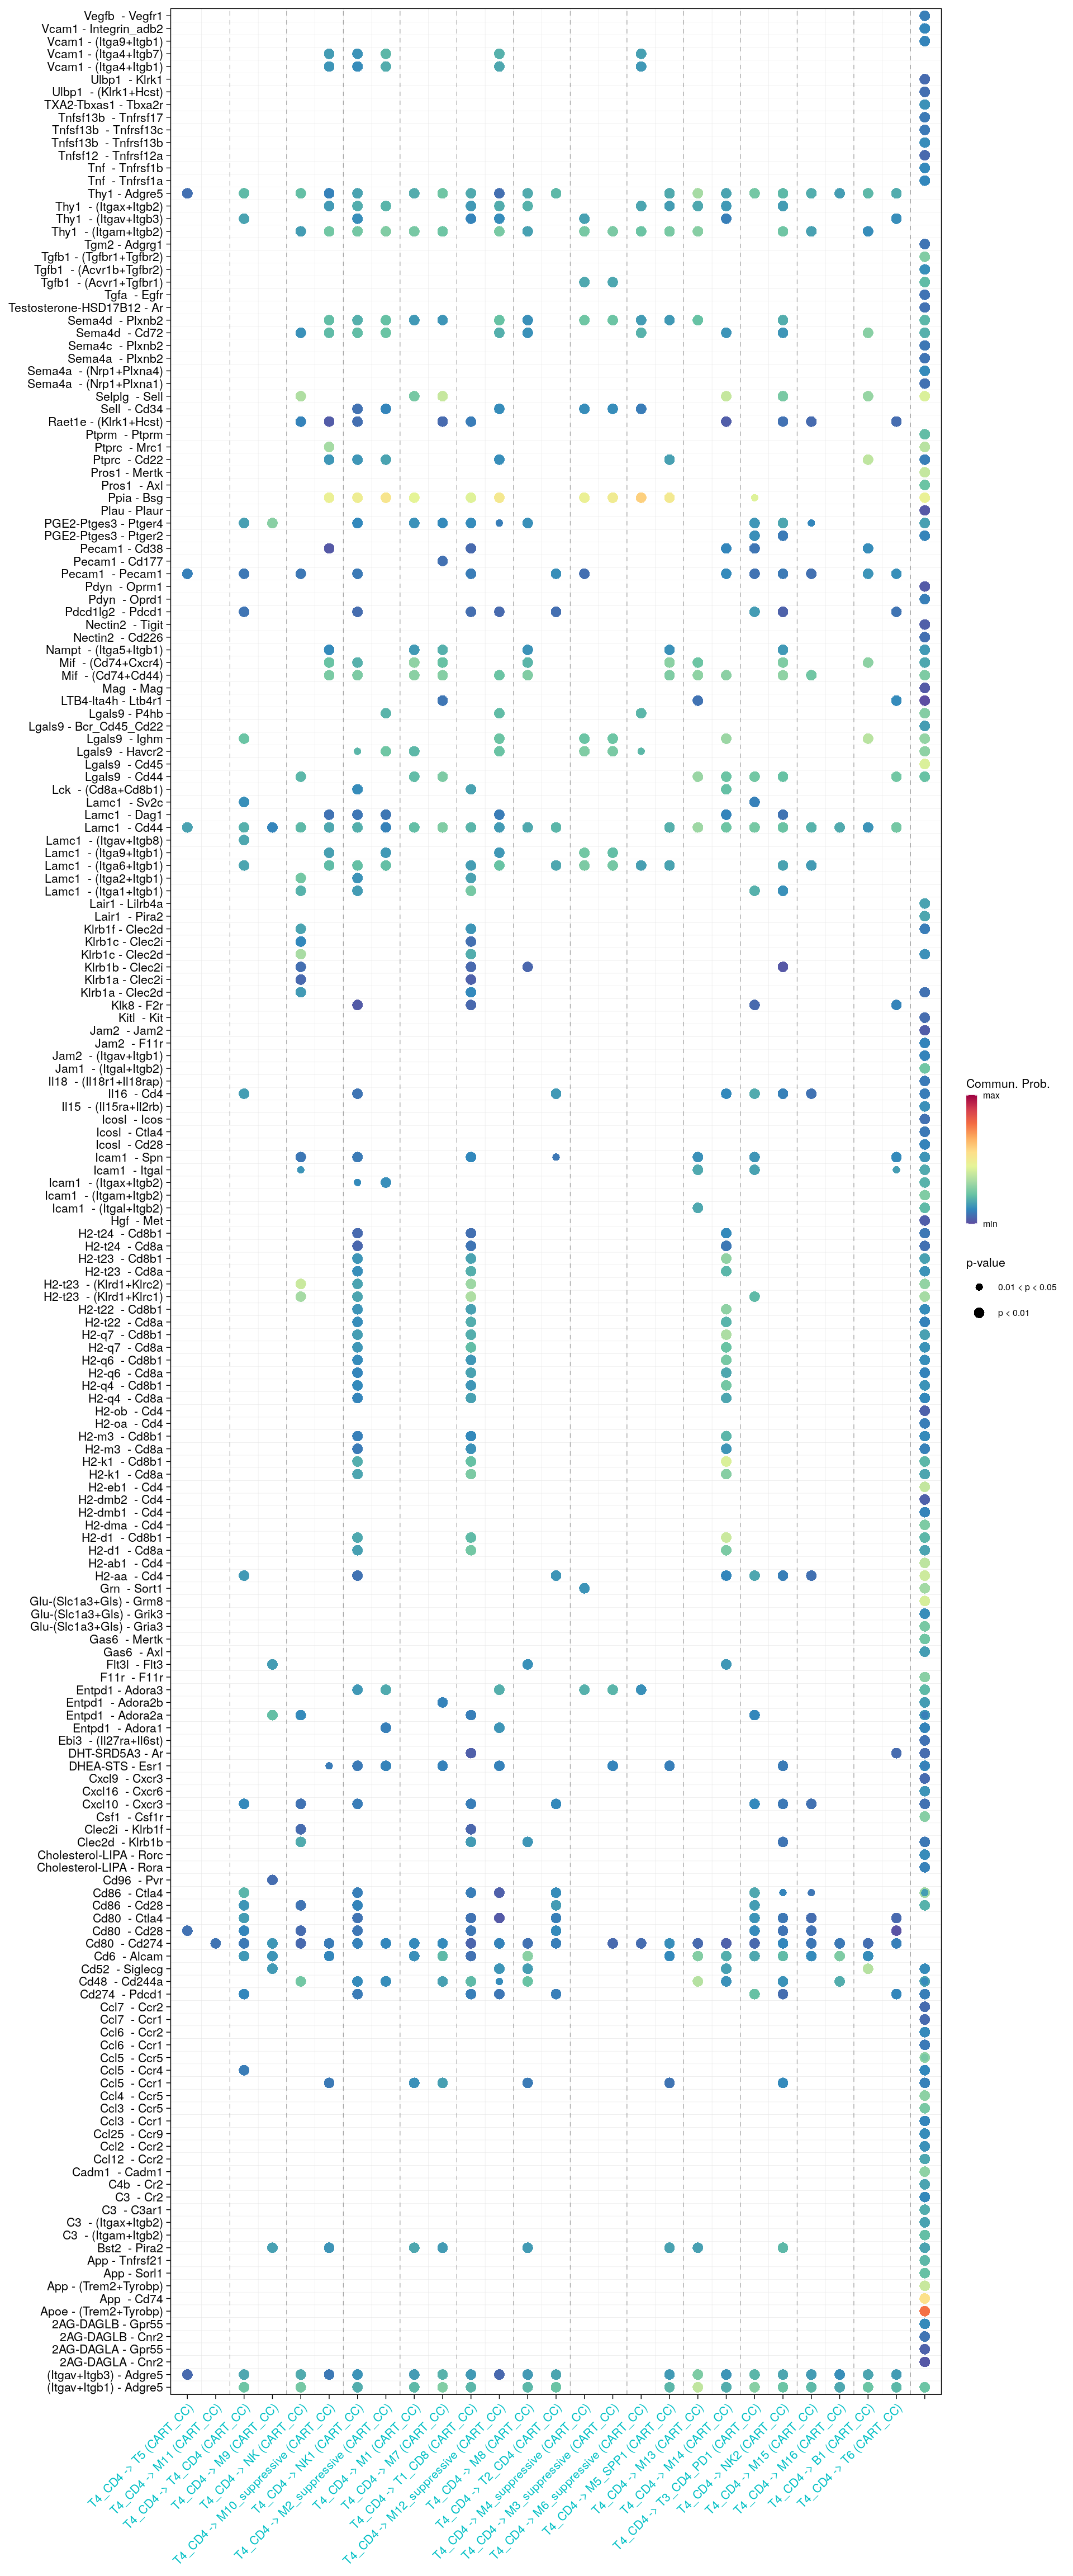 Vegfb - Vegfr1
Vcam1 - Integrin_adb2
Vcam1 - (Itga9+Itgb1)
Vcam1 - (Itga4+Itgb7)
Vcam1 - (Itga4+Itgb1)
Ulbp1 - Klrk1
Ulbp1 - (Klrk1+Hcst)
TXA2-Tbxas1 - Tbxa2r
Tnfsf13b - Tnfrsf17
Tnfsf13b - Tnfrsf13c
Tnfsf13b - Tnfrsf13b
Tnfsf12 - Tnfrsf12a
Tnf - Tnfrsf1b
Tnf - Tnfrsf1a
Thy1 - Adgre5
Thy1 - (Itgax+Itgb2)
Thy1 - (Itgav+Itgb3)
Thy1 - (Itgam+Itgb2)
Tgm2 - Adgrg1
Tgfb1 - (Tgfbr1+Tgfbr2)
Tgfb1 - (Acvr1b+Tgfbr2)
Tgfb1 - (Acvr1+Tgfbr1)
Tgfa - Egfr
Testosterone-HSD17B12 - Ar
Sema4d - Plxnb2
Sema4d - Cd72
Sema4c - Plxnb2
Sema4a - Plxnb2
Sema4a - (Nrp1+Plxna4)
Sema4a - (Nrp1+Plxna1)
Selplg - Sell
Sell - Cd34
Raet1e - (Klrk1+Hcst)
Ptprm - Ptprm
Ptprc - Mrc1
Ptprc - Cd22
Pros1 - Mertk
Pros1 - Axl
Ppia - Bsg
Plau - Plaur
PGE2-Ptges3 - Ptger4
PGE2-Ptges3 - Ptger2
Pecam1 - Cd38
Pecam1 - Cd177
Pecam1 - Pecam1
Pdyn - Oprm1
Pdyn - Oprd1
Pdcd1lg2 - Pdcd1
Nectin2 - Tigit
Nectin2 - Cd226
Nampt - (Itga5+Itgb1)
Mif - (Cd74+Cxcr4)
Mif - (Cd74+Cd44)
Mag - Mag
LTB4-lta4h - Ltb4r1
Lgals9 - P4hb
Lgals9 - Bcr_Cd45_Cd22
Lgals9 - Ighm
Lgals9 - Havcr2
Lgals9 - Cd45
Lgals9 - Cd44
Lck - (Cd8a+Cd8b1)
Lamc1 - Sv2c
Lamc1 - Dag1
Lamc1 - Cd44
Lamc1 - (Itgav+Itgb8)
Lamc1 - (Itga9+Itgb1)
Lamc1 - (Itga6+Itgb1)
Lamc1 - (Itga2+Itgb1)
Lamc1 - (Itga1+Itgb1)
Lair1 - Lilrb4a
Lair1 - Pira2
Klrb1f - Clec2d
Klrb1c - Clec2i
Klrb1c - Clec2d
Klrb1b - Clec2i
Klrb1a - Clec2i
Klrb1a - Clec2d
Klk8 - F2r
Kitl - Kit
Jam2 - Jam2
Jam2 - F11r
Jam2 - (Itgav+Itgb1)
Jam1 - (Itgal+Itgb2)
Il18 - (Il18r1+Il18rap)
Il16 - Cd4
Il15 - (Il15ra+Il2rb)
Icosl - Icos
Icosl - Ctla4
Icosl - Cd28
Icam1 - Spn
Icam1 - Itgal
Icam1 - (Itgax+Itgb2)
Icam1 - (Itgam+Itgb2)
Icam1 - (Itgal+Itgb2)
Hgf - Met
H2-t24 - Cd8b1
H2-t24 - Cd8a
H2-t23 - Cd8b1
H2-t23 - Cd8a
H2-t23 - (Klrd1+Klrc2)
H2-t23 - (Klrd1+Klrc1)
H2-t22 - Cd8b1
H2-t22 - Cd8a
H2-q7 - Cd8b1
H2-q7 - Cd8a
H2-q6 - Cd8b1
H2-q6 - Cd8a
H2-q4 - Cd8b1
H2-q4 - Cd8a
H2-ob - Cd4
H2-oa - Cd4
H2-m3 - Cd8b1
H2-m3 - Cd8a
H2-k1 - Cd8b1
H2-k1 - Cd8a
H2-eb1 - Cd4
H2-dmb2 - Cd4
H2-dmb1 - Cd4
H2-dma - Cd4
H2-d1 - Cd8b1
H2-d1 - Cd8a
H2-ab1 - Cd4
H2-aa - Cd4
Grn - Sort1
Glu-(Slc1a3+Gls) - Grm8
Glu-(Slc1a3+Gls) - Grik3
Glu-(Slc1a3+Gls) - Gria3
Gas6 - Mertk
Gas6 - Axl
Flt3l - Flt3
F11r - F11r
Entpd1 - Adora3
Entpd1 - Adora2b
Entpd1 - Adora2a
Entpd1 - Adora1
Ebi3 - (Il27ra+Il6st)
DHT-SRD5A3 - Ar
DHEA-STS - Esr1
Cxcl9 - Cxcr3
Cxcl16 - Cxcr6
Cxcl10 - Cxcr3
Csf1 - Csf1r
Clec2i - Klrb1f
Clec2d - Klrb1b
Cholesterol-LIPA - Rorc
Cholesterol-LIPA - Rora
Cd96 - Pvr
Cd86 - Ctla4
Cd86 - Cd28
Cd80 - Ctla4
Cd80 - Cd28
Cd80 - Cd274
Cd6 - Alcam
Cd52 - Siglecg
Cd48 - Cd244a
Cd274 - Pdcd1
Ccl7 - Ccr2
Ccl7 - Ccr1
Ccl6 - Ccr2
Ccl6 - Ccr1
Ccl5 - Ccr5
Ccl5 - Ccr4
Ccl5 - Ccr1
Ccl4 - Ccr5
Ccl3 - Ccr5
Ccl3 - Ccr1
Ccl25 - Ccr9
Ccl2 - Ccr2
Ccl12 - Ccr2
Cadm1 - Cadm1
C4b - Cr2
C3 - Cr2
C3 - C3ar1
C3 - (Itgax+Itgb2)
C3 - (Itgam+Itgb2)
Bst2 - Pira2
App - Tnfrsf21
App - Sorl1
App - (Trem2+Tyrobp)
App - Cd74
Apoe - (Trem2+Tyrobp)
2AG-DAGLB - Gpr55
2AG-DAGLB - Cnr2
2AG-DAGLA - Gpr55
2AG-DAGLA - Cnr2
(Itgav+Itgb3) - Adgre5
(Itgav+Itgb1) - Adgre5
T4_CD4 -> T5 (CART_CC)
T4_CD4 -> M11 (CART_CC)
T4_CD4 -> T4_CD4 (CART_CC)
T4_CD4 -> M9 (CART_CC)
T4_CD4 -> NK (CART_CC)
T4_CD4 -> M10_suppressive (CART_CC)
T4_CD4 -> NK1 (CART_CC)
T4_CD4 -> M2_suppressive (CART_CC)
T4_CD4 -> M1 (CART_CC)
T4_CD4 -> M7 (CART_CC)
T4_CD4 -> T1_CD8 (CART_CC)
T4_CD4 -> M12_suppressive (CART_CC)
T4_CD4 -> M8 (CART_CC)
T4_CD4 -> T2_CD4 (CART_CC)
T4_CD4 -> M4_suppressive (CART_CC)
T4_CD4 -> M3_suppressive (CART_CC)
T4_CD4 -> M6_suppressive (CART_CC)
T4_CD4 -> M5_SPP1 (CART_CC)
T4_CD4 -> M13 (CART_CC)
T4_CD4 -> M14 (CART_CC)
T4_CD4 -> T3_CD4_PD1 (CART_CC)
T4_CD4 -> NK2 (CART_CC)
T4_CD4 -> M15 (CART_CC)
T4_CD4 -> M16 (CART_CC)
T4_CD4 -> B1 (CART_CC)
T4_CD4 -> T6 (CART_CC)
Commun. Prob.
max
min
p-value
0.01 < p < 0.05
p < 0.01